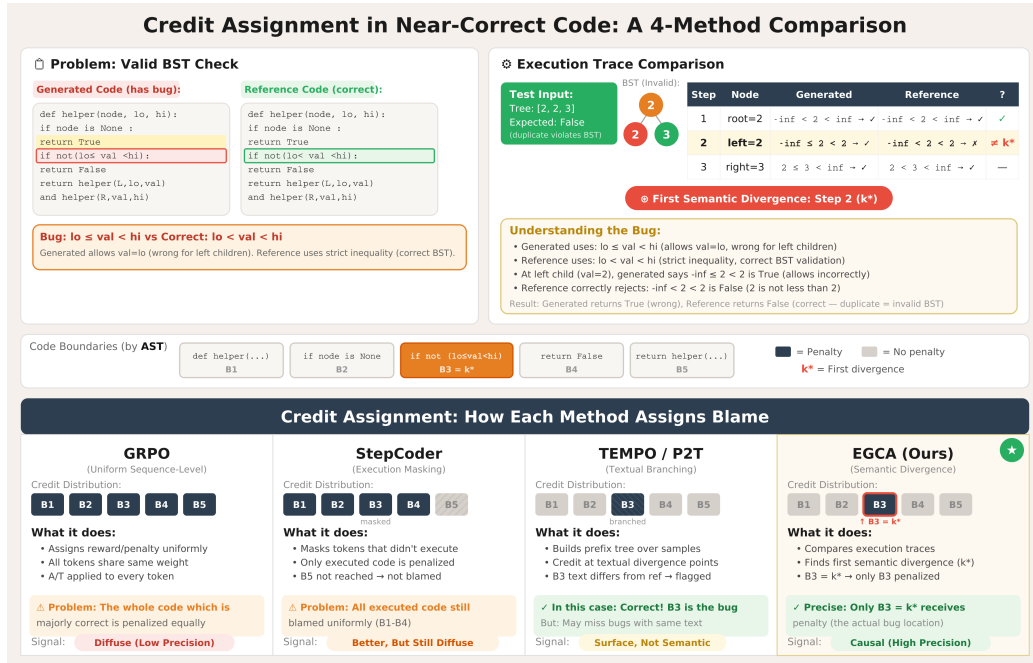 Credit Assignment in Near-Correct Code: A 4-Method Comparison
📋 Problem: Valid BST Check
Generated Code (has bug):
Reference Code (correct):
def helper(node, lo, hi):
if node is None :
return True
if not(lo≤ val <hi):
return False
return helper(L,lo,val)
and helper(R,val,hi)
def helper(node, lo, hi):
if node is None :
return True
if not(lo< val <hi):
return False
return helper(L,lo,val)
and helper(R,val,hi)
Bug: lo ≤ val < hi vs Correct: lo < val < hi
Generated allows val=lo (wrong for left children). Reference uses strict inequality (correct BST).
⚙ Execution Trace Comparison
Test Input:
Tree: [2, 2, 3]
Expected: False
(duplicate violates BST)
BST (Invalid):
2
2 3
Step Node Generated Reference ?
1 root=2 -inf < 2 < inf → ✓ -inf < 2 < inf → ✓ ✓
2 left=2 -inf ≤ 2 < 2 → ✓ -inf < 2 < 2 → ✗ ≠ k*
3 right=3 2 ≤ 3 < inf → ✓ 2 < 3 < inf → ✓ —
⊛ First Semantic Divergence: Step 2 (k*)
Understanding the Bug:
• Generated uses: lo ≤ val < hi (allows val=lo, wrong for left children)
• Reference uses: lo < val < hi (strict inequality, correct BST validation)
• At left child (val=2), generated says -inf ≤ 2 < 2 is True (allows incorrectly)
• Reference correctly rejects: -inf < 2 < 2 is False (2 is not less than 2)
Result: Generated returns True (wrong), Reference returns False (correct — duplicate = invalid BST)
Code Boundaries (by AST)
def helper(...)
B1
if node is None
B2
if not (lo≤val<hi)
B3 = k*
return False
B4
return helper(...)
B5
= Penalty = No penalty
k* = First divergence
Credit Assignment: How Each Method Assigns Blame
GRPO
(Uniform Sequence-Level)
Credit Distribution:
B1 B2 B3 B4 B5
What it does:
• Assigns reward/penalty uniformly
• All tokens share same weight
• A/T applied to every token
⚠ Problem: The whole code which is
majorly correct is penalized equally
Signal: Diffuse (Low Precision)
StepCoder
(Execution Masking)
Credit Distribution:
B1 B2 B3 B4 B5
masked
What it does:
• Masks tokens that didn't execute
• Only executed code is penalized
• B5 not reached → not blamed
⚠ Problem: All executed code still
blamed uniformly (B1-B4)
Signal: Better, But Still Diffuse
TEMPO / P2T
(Textual Branching)
Credit Distribution:
B1 B2 B3 B4 B5
branched
What it does:
• Builds prefix tree over samples
• Credit at textual divergence points
• B3 text differs from ref → flagged
✓ In this case: Correct! B3 is the bug
But: May miss bugs with same text
Signal: Surface, Not Semantic
★
EGCA (Ours)
(Semantic Divergence)
Credit Distribution:
B1 B2 B3 B4 B5
↑ B3 = k*
What it does:
• Compares execution traces
• Finds first semantic divergence (k*)
• B3 = k* → only B3 penalized
✓ Precise: Only B3 = k* receives
penalty (the actual bug location)
Signal: Causal (High Precision)